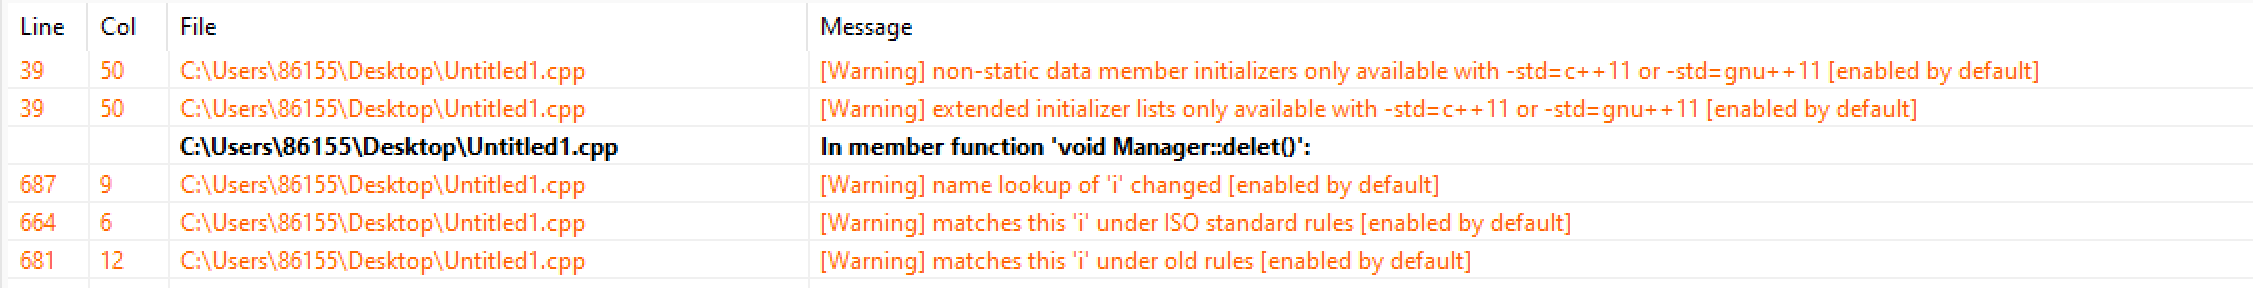 Line Col File Message
39 50 C:\Users\86155\Desktop\Untitled1.cpp [Warning] non-static data member initializers only available with -std=c++11 or -std=gnu++11 [enabled by default]
39 50 C:\Users\86155\Desktop\Untitled1.cpp [Warning] extended initializer lists only available with -std=c++11 or -std=gnu++11 [enabled by default]
C:\Users\86155\Desktop\Untitled1.cpp In member function 'void Manager::delet()':
687 9 C:\Users\86155\Desktop\Untitled1.cpp [Warning] name lookup of 'i' changed [enabled by default]
664 6 C:\Users\86155\Desktop\Untitled1.cpp [Warning] matches this 'i' under ISO standard rules [enabled by default]
681 12 C:\Users\86155\Desktop\Untitled1.cpp [Warning] matches this 'i' under old rules [enabled by default]